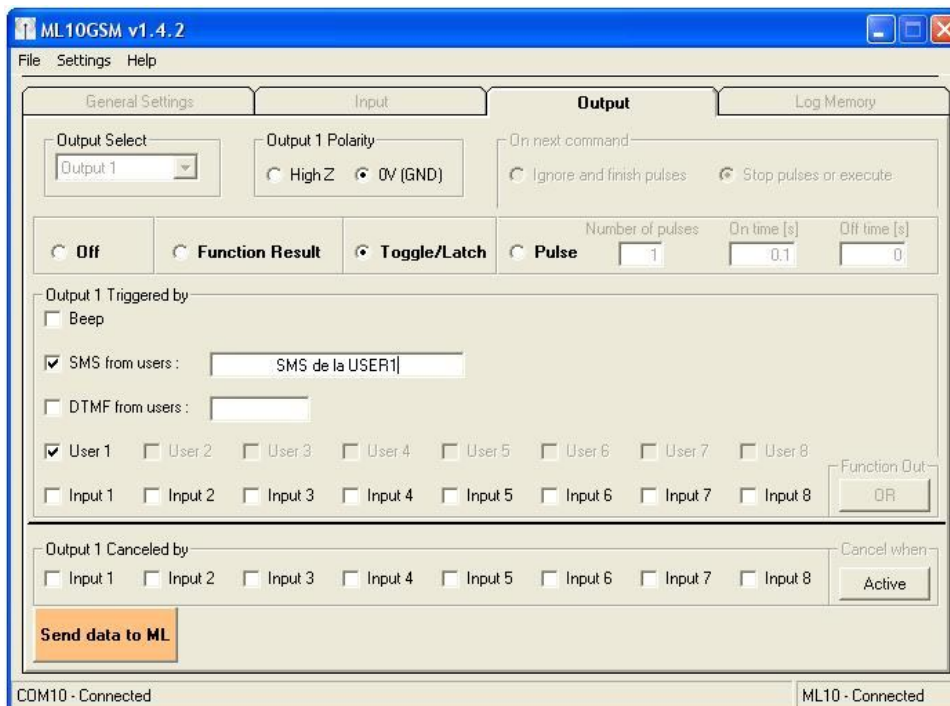 ML10GSM v1.4.2
File Settings Help
General Settings Input Output Log Memory
Output Select Output 1 Polarity On next command
Output 1 High Z 0V (GND) Ignore and finish pulses Stop pulses or execute
Number of pulses On time [s] Off time [s]
Off Function Result Toggle/Latch Pulse 1 0.1 0
Output 1 Triggered by
Beep
SMS from users : SMS de la USER1
DTMF from users :
User 1 User 2 User 3 User 4 User 5 User 6 User 7 User 8
Function Out
Input 1 Input 2 Input 3 Input 4 Input 5 Input 6 Input 7 Input 8 OR
Output 1 Canceled by Cancel when
Input 1 Input 2 Input 3 Input 4 Input 5 Input 6 Input 7 Input 8 Active
Send data to ML
COM10 - Connected ML10 - Connected